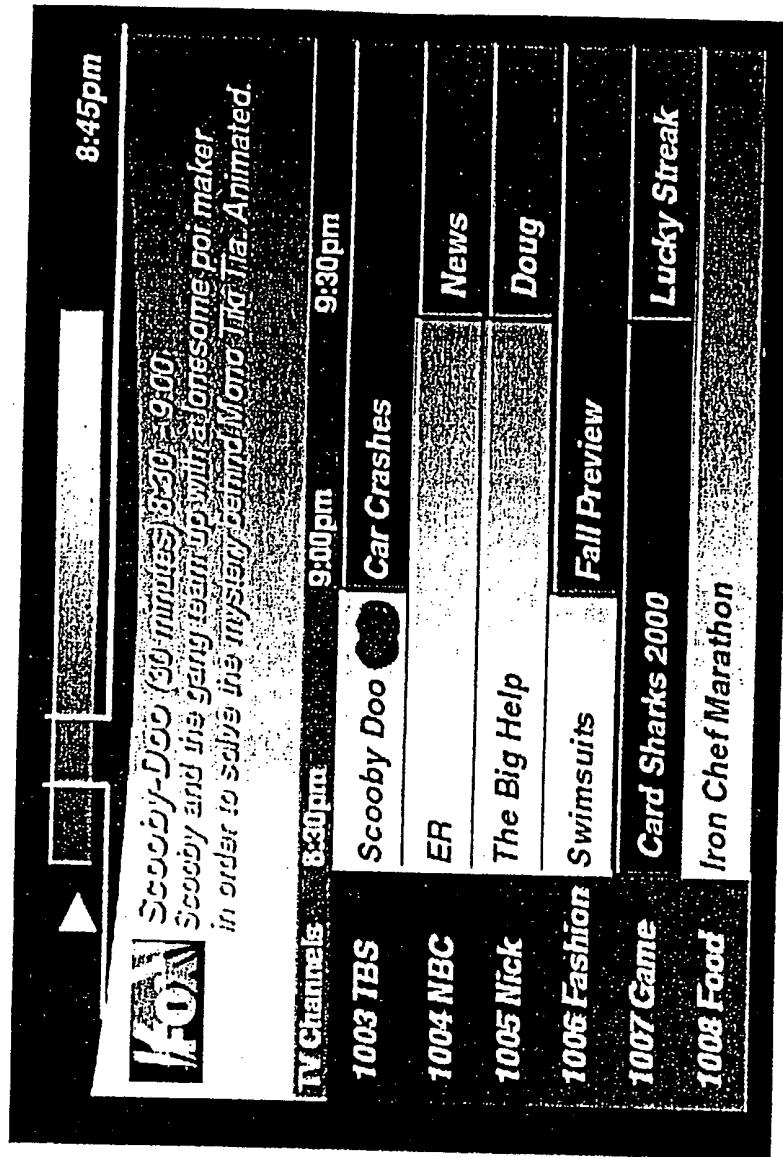 8:45pm
FOX
Scooby-Doo (30 minutes) 8:30 - 9:00
Scooby and the gang team up with a lonesome poi maker
in order to solve the mystery behind Mono Tiki Tia. Animated.
TV Channels 8:30pm 9:00pm 9:30pm
1003 TBS Scooby Doo Car Crashes
1004 NBC ER News
1005 Nick The Big Help Doug
1006 Fashion Swimsuits Fall Preview
1007 Game Card Sharks 2000 Lucky Streak
1008 Food Iron Chef Marathon